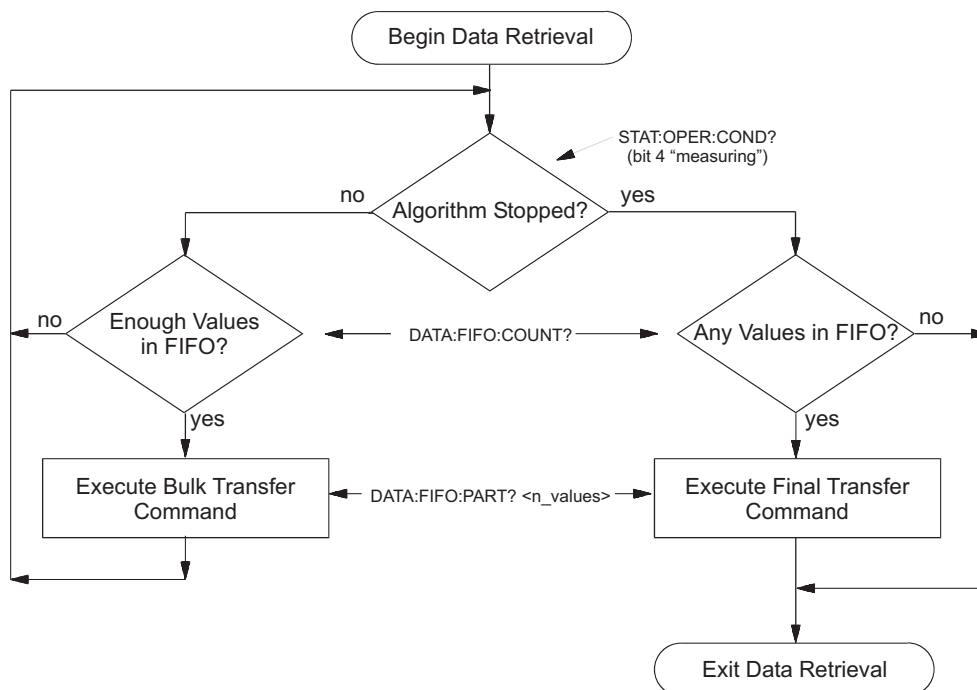 Begin Data Retrieval
STAT:OPER:COND?
(bit 4 “measuring”)
no
yes
Algorithm Stopped?
no
Enough Values
in FIFO?
DATA:FIFO:COUNT?
Any Values in FIFO?
no
yes
yes
Execute Bulk Transfer
Command
DATA:FIFO:PART? <n_values>
Execute Final Transfer
Command
Exit Data Retrieval